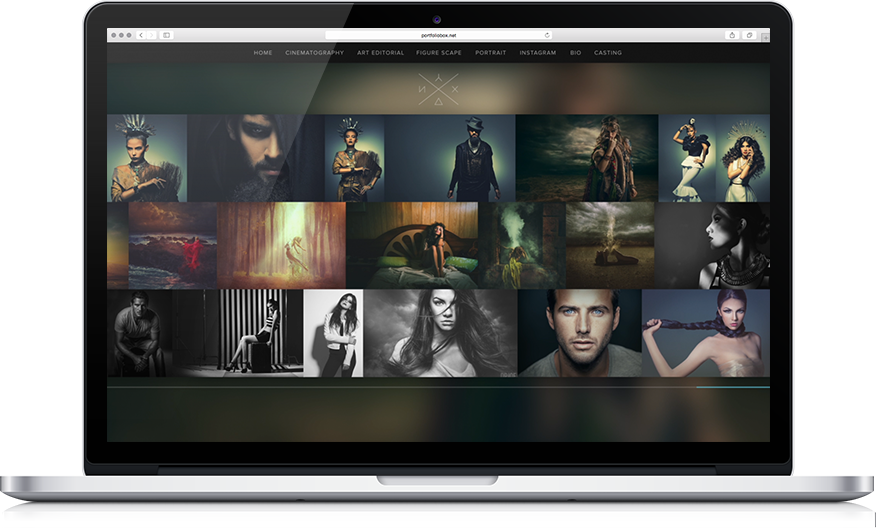 portfoliobox.net
HOME CINEMATOGRAPHY ART EDITORIAL FIGURE SCAPE PORTRAIT INSTAGRAM BIO CASTING
Y
N X